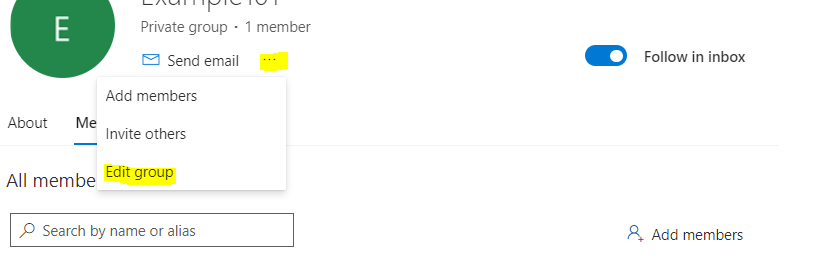 Example101
E
Private group · 1 member
Send email ...
Follow in inbox
Add members
About
Me
Invite others
Edit group
All membe
Search by name or alias
Add members